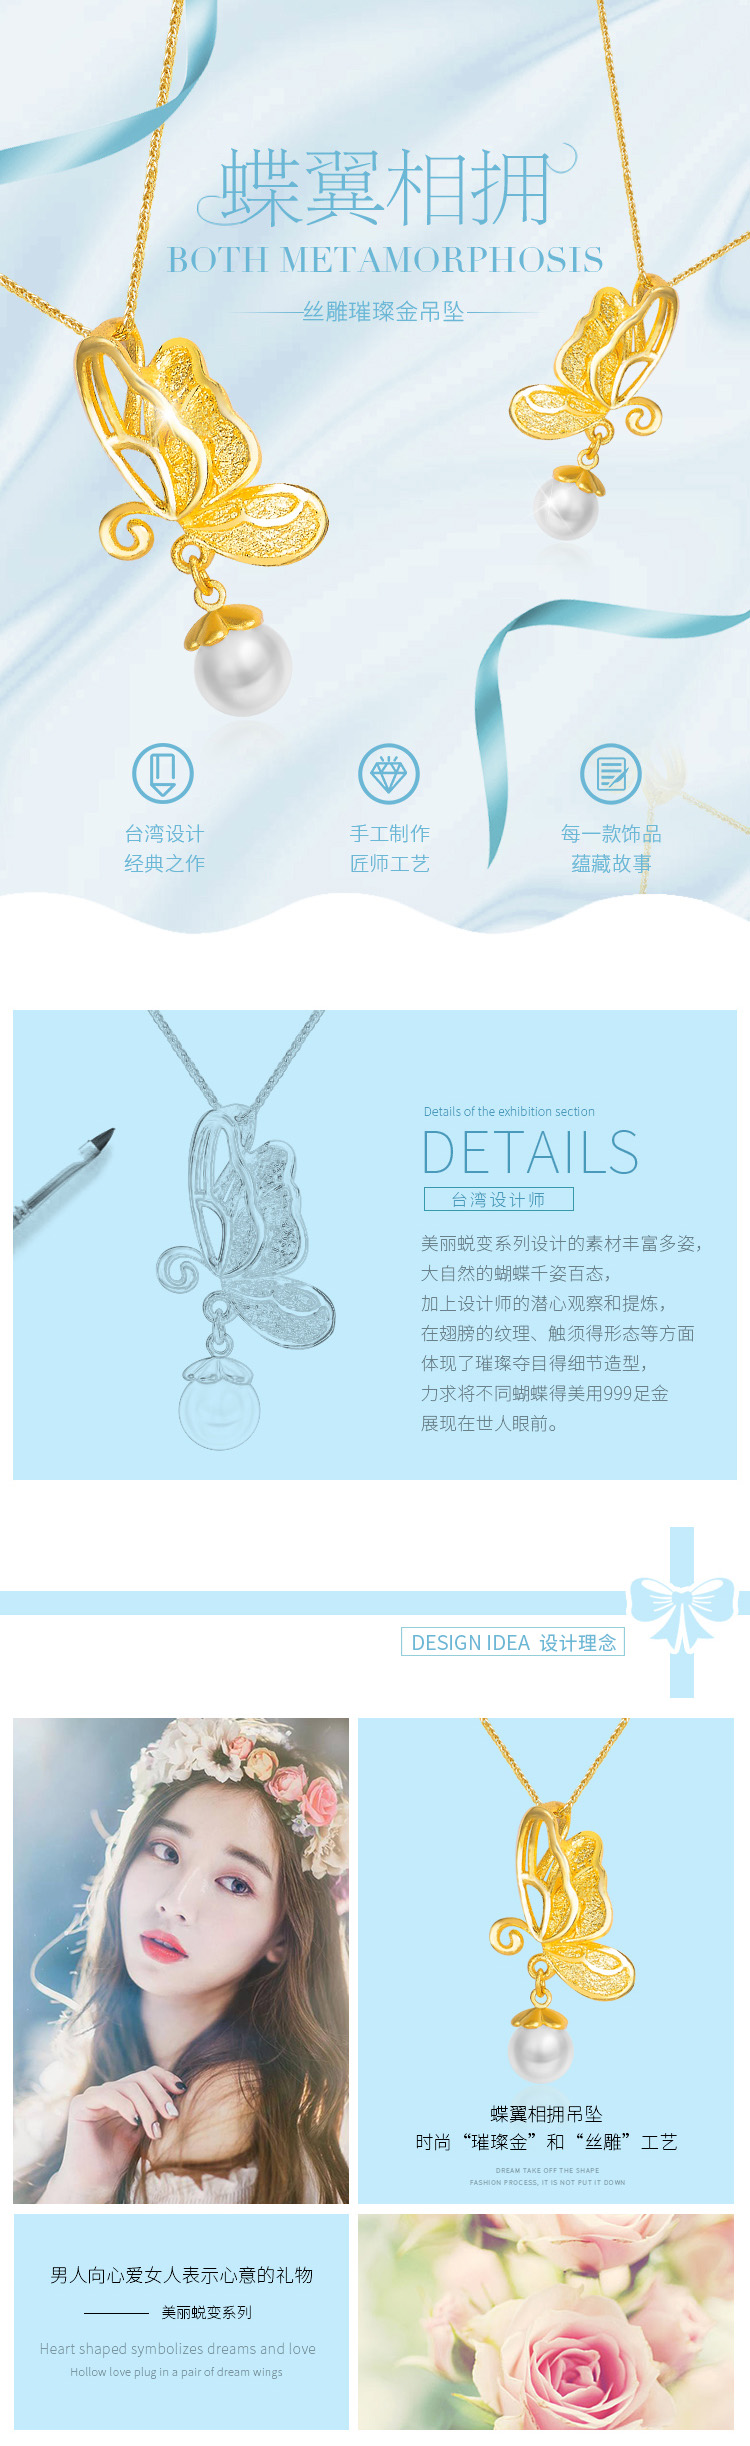 蝶翼相拥
BOTH METAMORPHOSIS
丝雕璀璨金吊坠
台湾设计
经典之作
手工制作
匠师工艺
每一款饰品
蕴藏故事
Details of the exhibition section
DETAILS
台湾设计师
美丽蜕变系列设计的素材丰富多姿，
大自然的蝴蝶千姿百态，
加上设计师的潜心观察和提炼，
在翅膀的纹理、触须得形态等方面
体现了璀璨夺目得细节造型，
力求将不同蝴蝶得美用999足金
展现在世人眼前。
DESIGN IDEA 设计理念
蝶翼相拥吊坠
时尚“璀璨金”和“丝雕”工艺
DREAM TAKE OFF THE SHAPE
FASHION PROCESS, IT IS NOT PUT IT DOWN
男人向心爱女人表示心意的礼物
美丽蜕变系列
Heart shaped symbolizes dreams and love
Hollow love plug in a pair of dream wings